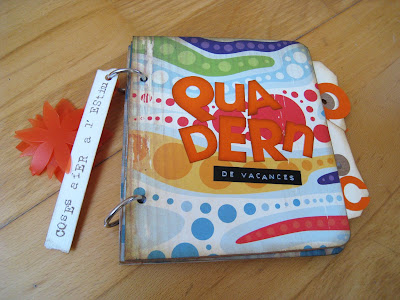 COSES A FER A l'ESTIU
QUA
DERN
DE VACANCES